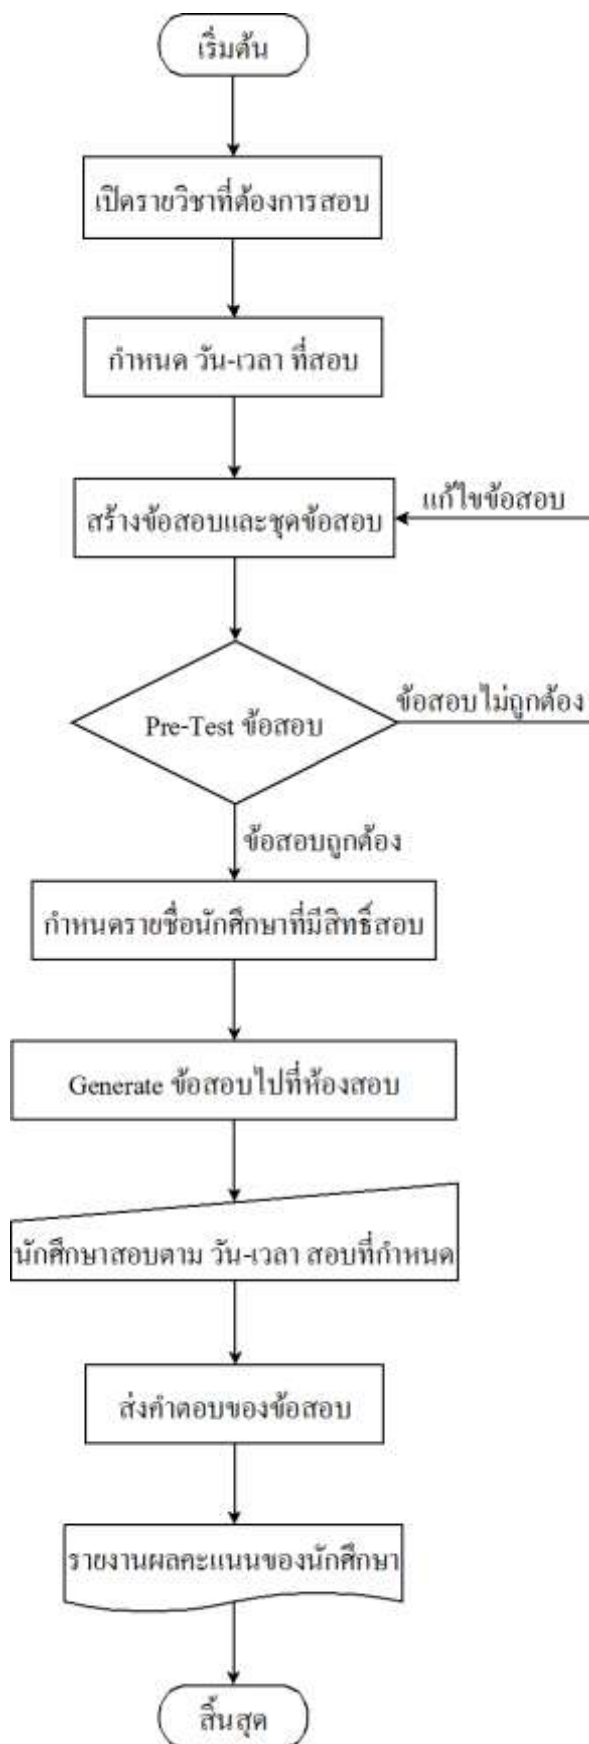 เริ่มต้น
เปิดรายวิชาที่ต้องการสอบ
กำหนด วัน-เวลา ที่สอบ
สร้างข้อสอบและชุดข้อสอบ
แก้ไขข้อสอบ
Pre-Test ข้อสอบ
ข้อสอบไม่ถูกต้อง
ข้อสอบถูกต้อง
กำหนดรายชื่อนักศึกษาที่มีสิทธิ์สอบ
Generate ข้อสอบไปที่ห้องสอบ
นักศึกษาสอบตาม วัน-เวลา สอบที่กำหนด
ส่งคำตอบของข้อสอบ
รายงานผลคะแนนของนักศึกษา
สิ้นสุด